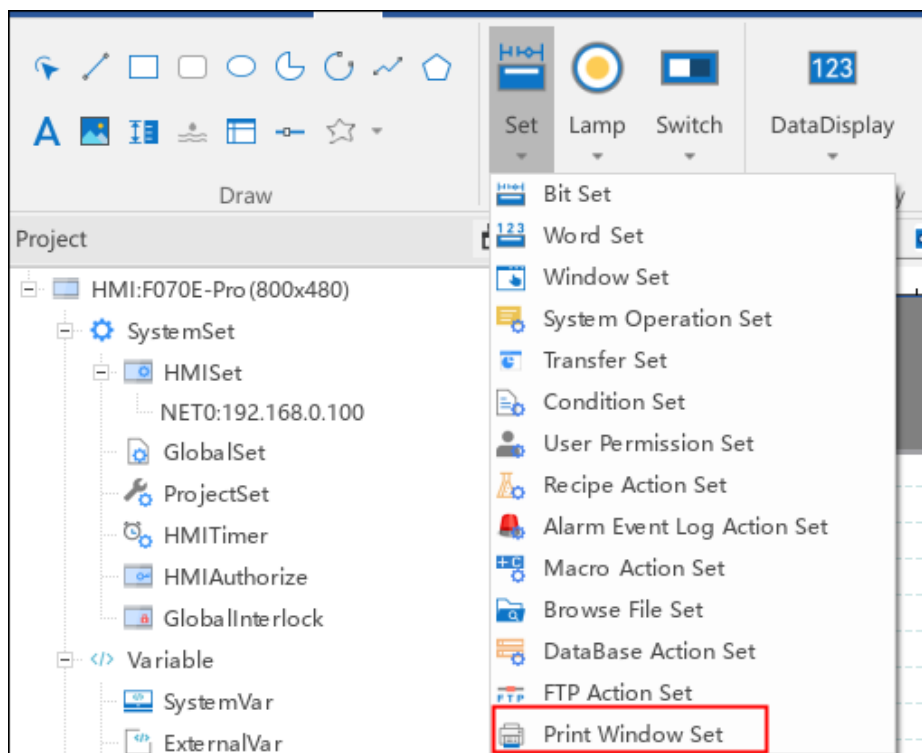 Set
Lamp
Switch
123
DataDisplay
A
Draw
Project
HMI:F070E-Pro(800x480)
SystemSet
HMISet
NET0:192.168.0.100
GlobalSet
ProjectSet
HMITimer
HMIAuthorize
GlobalInterlock
Variable
SystemVar
ExternalVar
Bit Set
123
Word Set
Window Set
System Operation Set
Transfer Set
Condition Set
User Permission Set
Recipe Action Set
Alarm Event Log Action Set
Macro Action Set
Browse File Set
DataBase Action Set
FTP
FTP Action Set
Print Window Set